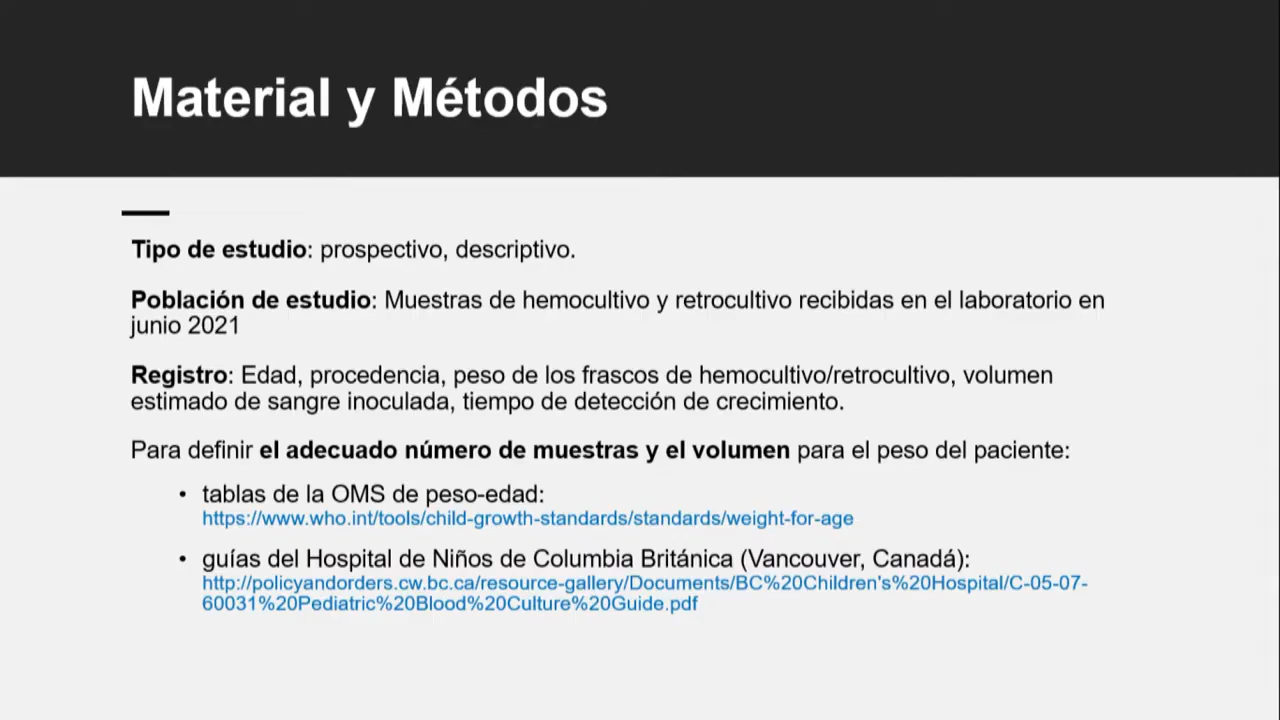 Material y Métodos
Tipo de estudio: prospectivo, descriptivo.
Población de estudio: Muestras de hemocultivo y retrocultivo recibidas en el laboratorio en
junio 2021
Registro: Edad, procedencia, peso de los frascos de hemocultivo/retrocultivo, volumen
estimado de sangre inoculada, tiempo de detección de crecimiento.
Para definir el adecuado número de muestras y el volumen para el peso del paciente:
• tablas de la OMS de peso-edad:
https://www.who.int/tools/child-growth-standards/standards/weight-for-age
• guías del Hospital de Niños de Columbia Británica (Vancouver, Canadá):
http://policyandorders.cw.bc.ca/resource-gallery/Documents/BC%20Children's%20Hospital/C-05-07-
60031%20Pediatric%20Blood%20Culture%20Guide.pdf